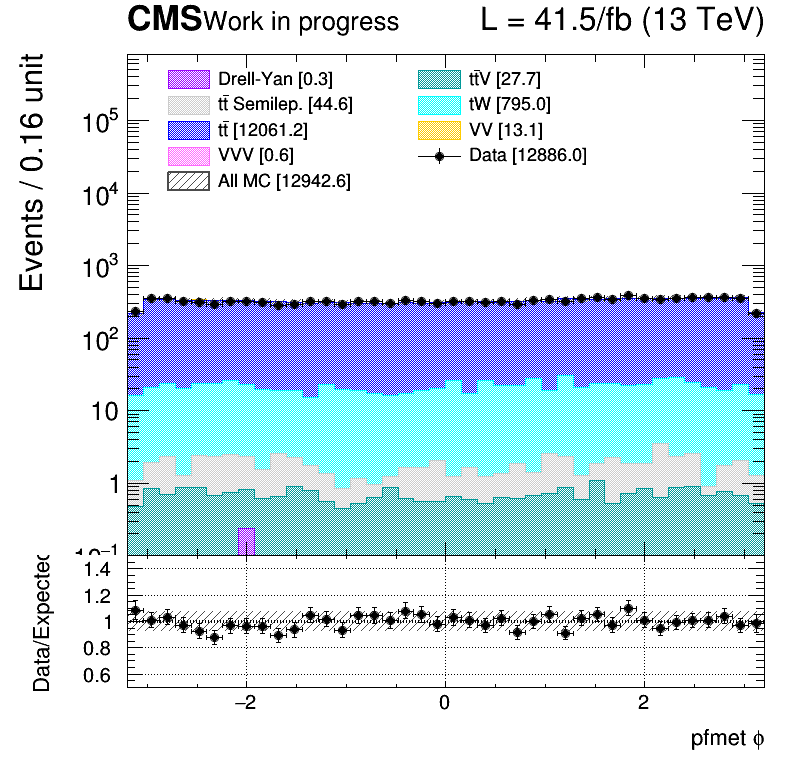 CMS Work in progress L = 41.5/fb (13 TeV)
Events / 0.16 unit
Drell-Yan [0.3]
tt̄ Semilep. [44.6]
tt̄ [12061.2]
VVV [0.6]
All MC [12942.6]
tt̄V [27.7]
tW [795.0]
VV [13.1]
Data [12886.0]
10⁵
10⁴
10³
10²
10
1
10⁻¹
Data/Expected
1.4
1.2
1
0.8
0.6
−2 0 2
pfmet ϕ